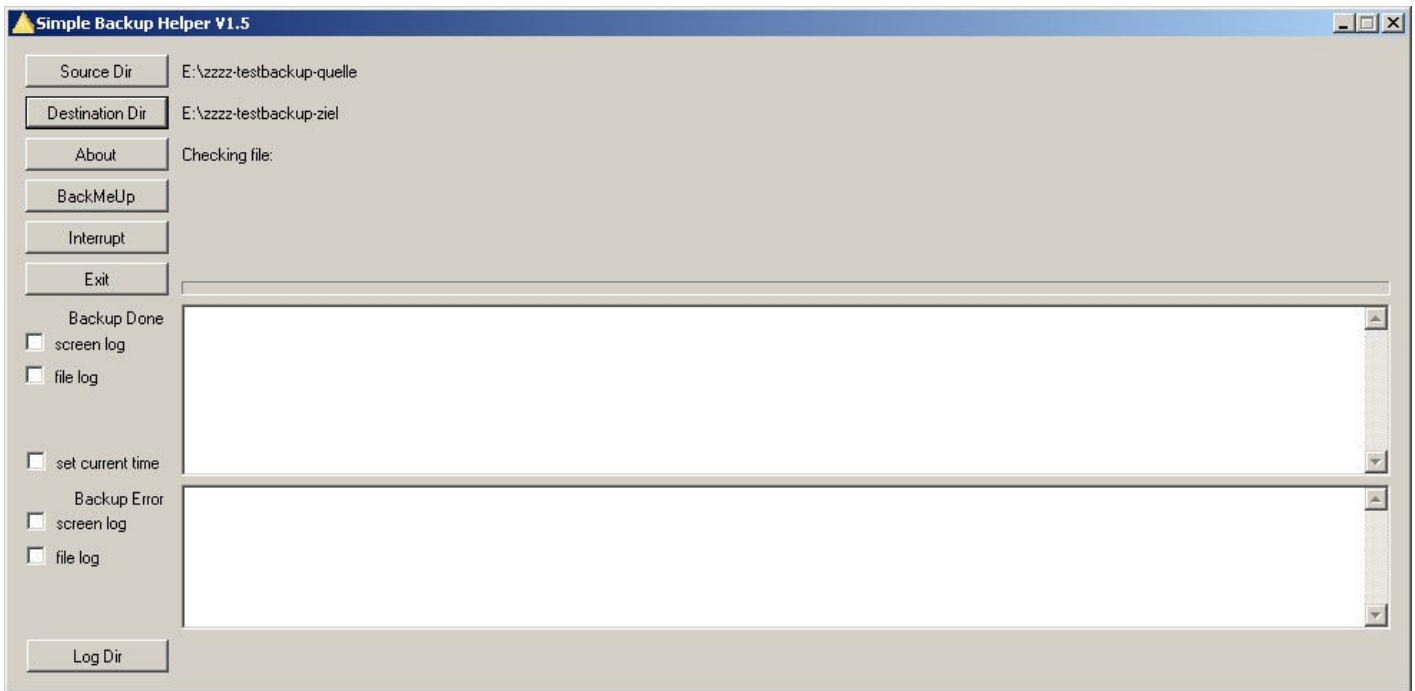 Simple Backup Helper V1.5
Source Dir E:\zzzz-testbackup-quelle
Destination Dir E:\zzzz-testbackup-ziel
About Checking file:
BackMeUp
Interrupt
Exit
Backup Done
screen log
file log
set current time
Backup Error
screen log
file log
Log Dir